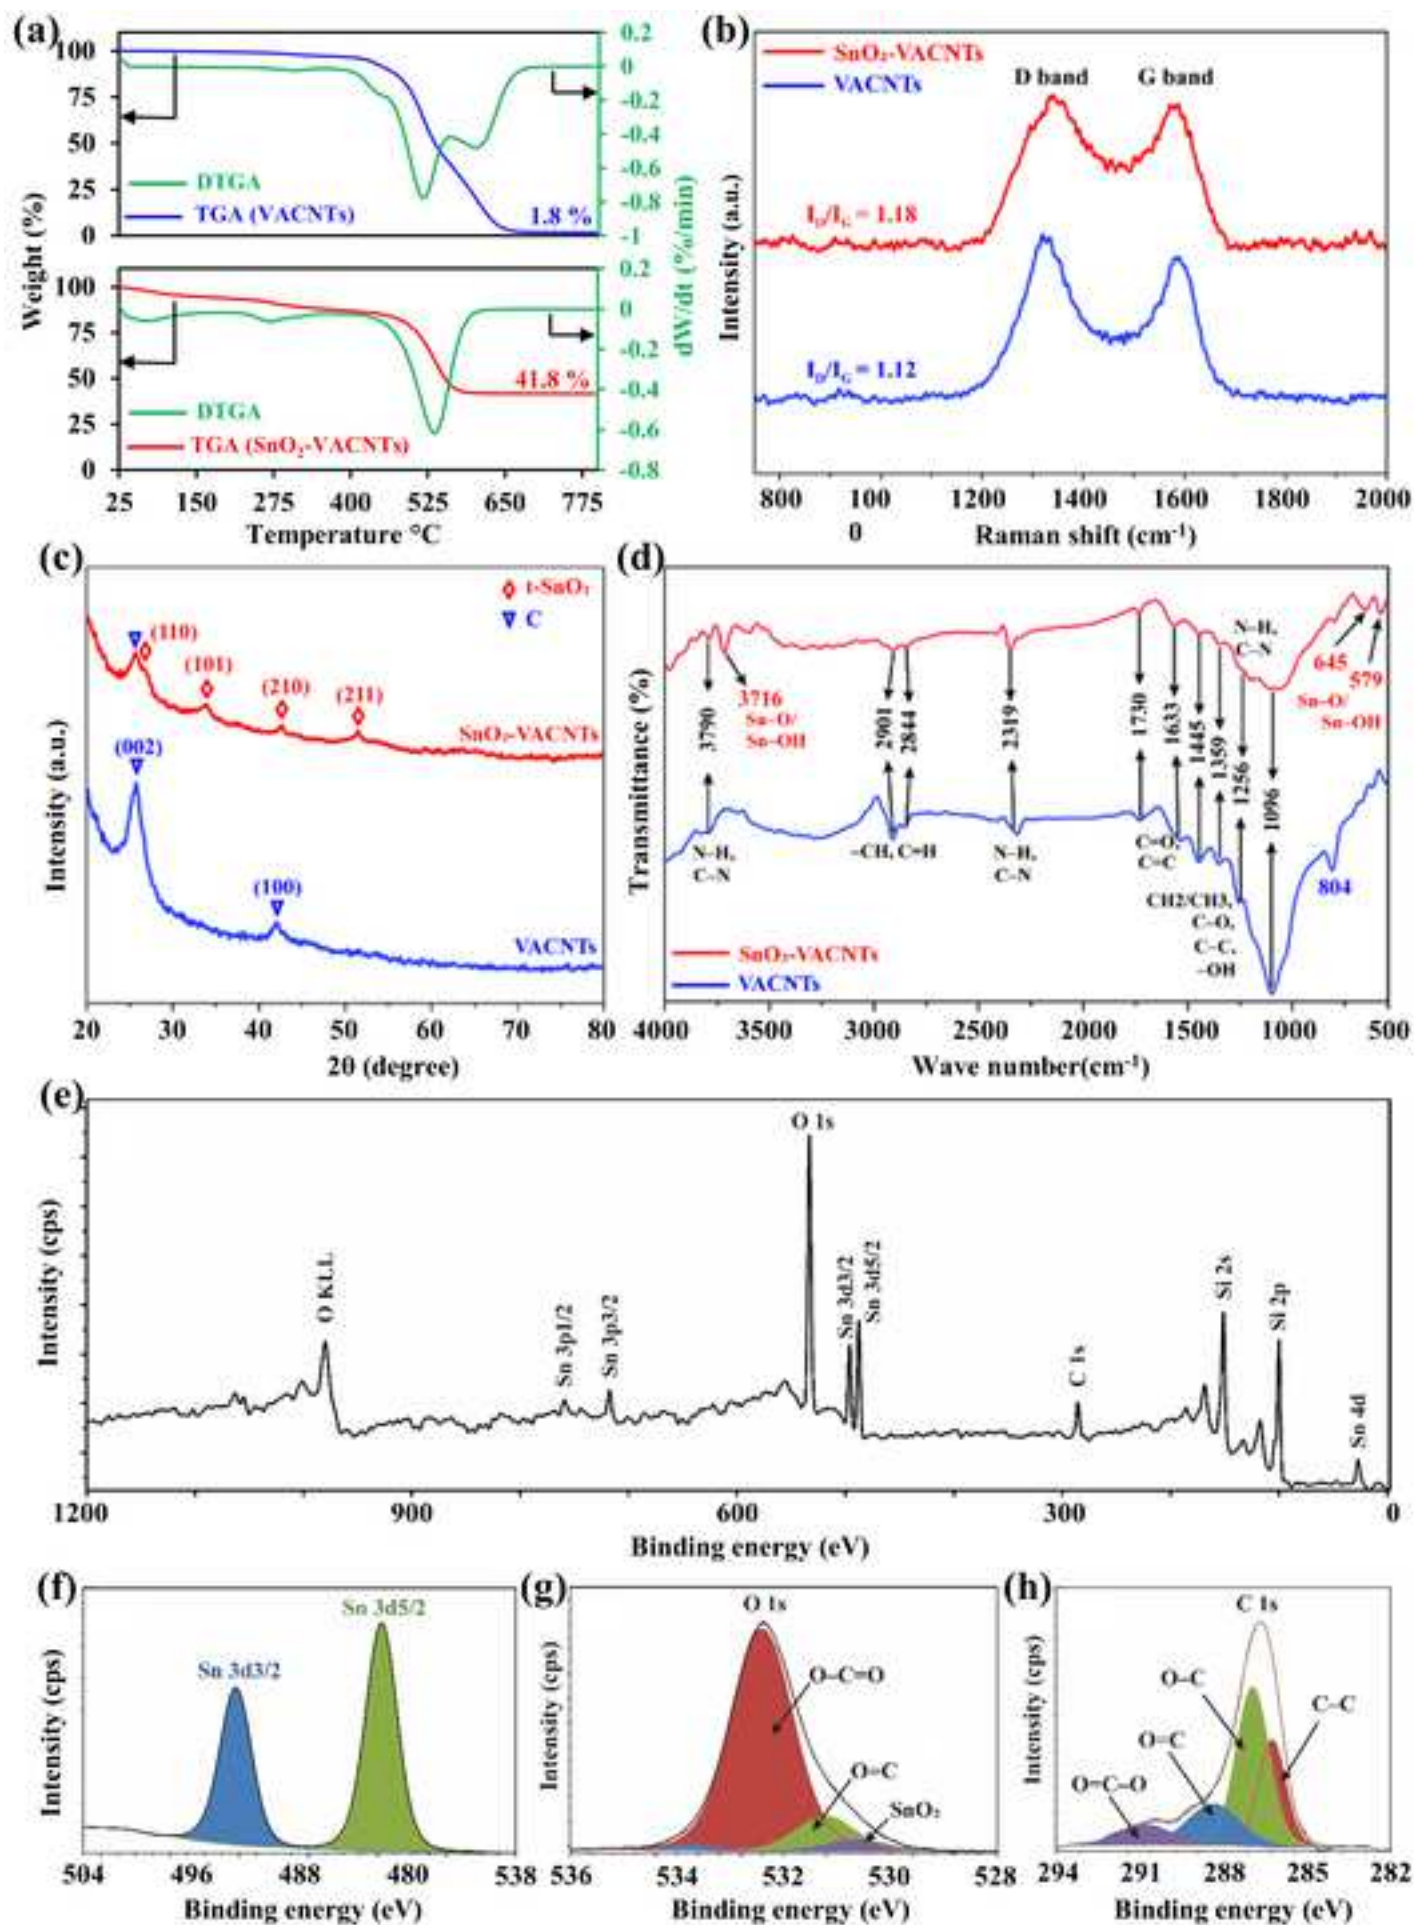 (a)
100
75
50
25
0
0.2
0
-0.2
-0.4
-0.6
-0.8
-1
DTGA
TGA (VACNTs)
1.8 %
100
75
50
25
0
0.2
0
-0.2
-0.4
-0.6
-0.8
DTGA
TGA (SnO₂-VACNTs)
41.8 %
Weight (%)
dW/dt (%/min)
25 150 275 400 525 650 775
Temperature °C
(b)
SnO₂-VACNTs
VACNTs
D band
G band
I_D/I_G = 1.18
I_D/I_G = 1.12
Intensity (a.u.)
800 100 1200 1400 1600 1800 2000
0
Raman shift (cm⁻¹)
(c)
t-SnO₂
C
(110)
(101)
(210)
(211)
SnO₂-VACNTs
(002)
(100)
VACNTs
Intensity (a.u.)
20 30 40 50 60 70 80
2θ (degree)
(d)
N–H,
C–N
645
579
Sn–O/
Sn–OH
3716
Sn–O/
Sn–OH
3790
2901
2844
2319
1730
1633
1445
1359
1256
1096
N–H,
C–N
–CH, C=H
N–H,
C–N
C=O,
C=C
CH2/CH3,
C–O,
C–C,
–OH
804
SnO₂-VACNTs
VACNTs
Transmittance (%)
4000 3500 3000 2500 2000 1500 1000 500
Wave number(cm⁻¹)
(e)
O KLL
Sn 3p1/2
Sn 3p3/2
O 1s
Sn 3d3/2
Sn 3d5/2
C 1s
Si 2s
Si 2p
Sn 4d
Intensity (cps)
1200 900 600 300 0
Binding energy (eV)
(f)
Sn 3d3/2
Sn 3d5/2
Intensity (cps)
504 496 488 480 538
Binding energy (eV)
(g)
O 1s
O–C=O
O=C
SnO₂
Intensity (cps)
536 534 532 530 528
Binding energy (eV)
(h)
C 1s
O–C
C–C
O=C
O=C–O
Intensity (cps)
294 291 288 285 282
Binding energy (eV)